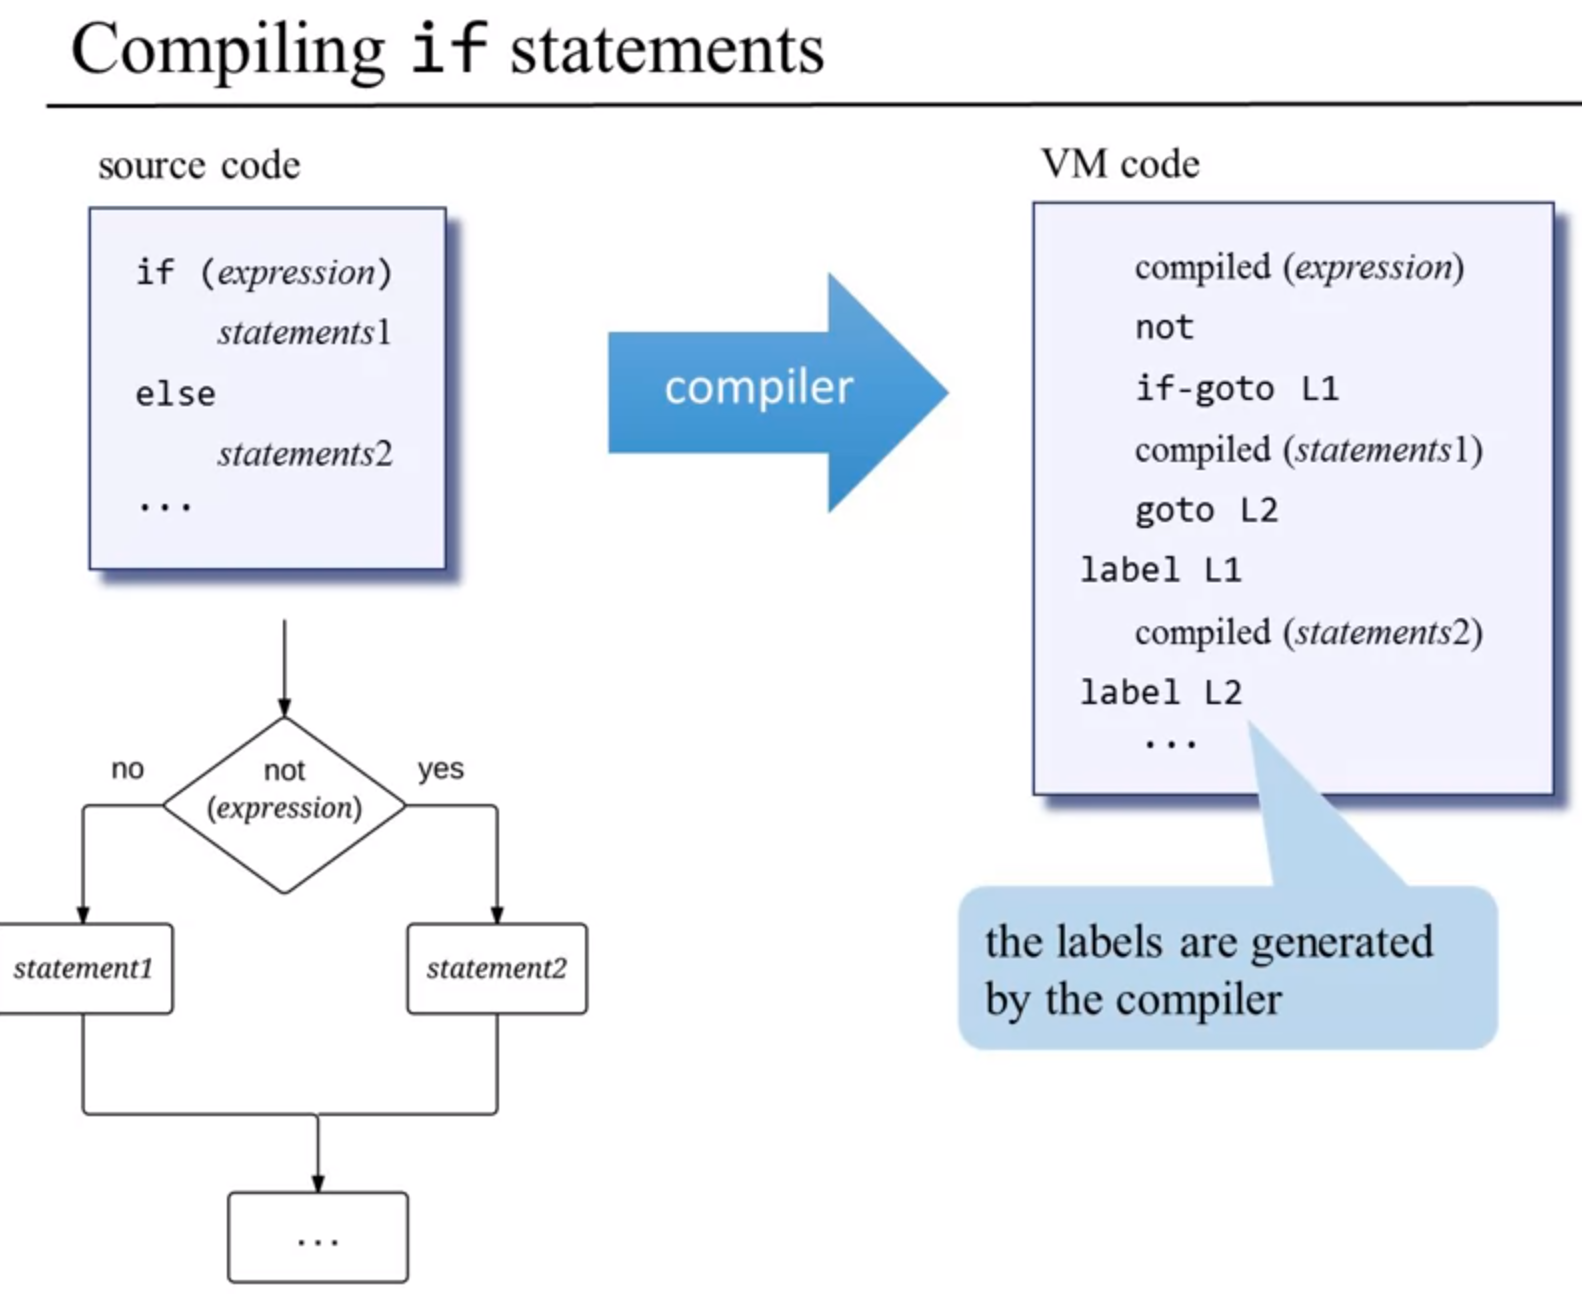 Compiling if statements
source code
if (expression)
statements1
else
statements2
...
compiler
VM code
compiled (expression)
not
if-goto L1
compiled (statements1)
goto L2
label L1
compiled (statements2)
label L2
...
the labels are generated
by the compiler
no
not
(expression)
yes
statement1
statement2
...